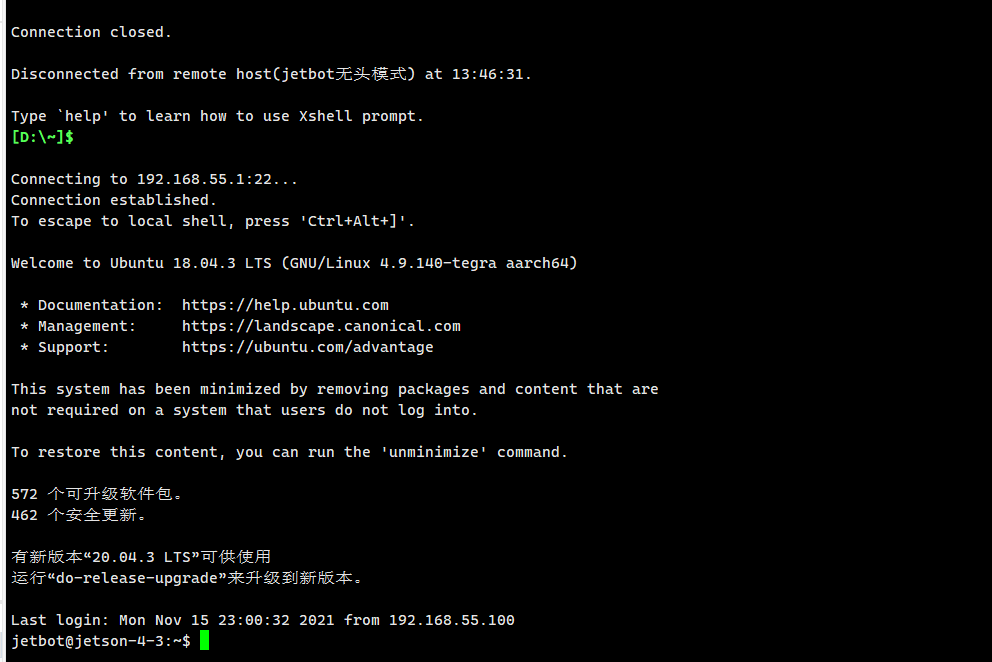 Connection closed.
Disconnected from remote host(jetbot无头模式) at 13:46:31.
Type `help' to learn how to use Xshell prompt.
[D:\~]$
Connecting to 192.168.55.1:22...
Connection established.
To escape to local shell, press 'Ctrl+Alt+]'.
Welcome to Ubuntu 18.04.3 LTS (GNU/Linux 4.9.140-tegra aarch64)
* Documentation:  https://help.ubuntu.com
* Management:     https://landscape.canonical.com
* Support:        https://ubuntu.com/advantage
This system has been minimized by removing packages and content that are
not required on a system that users do not log into.
To restore this content, you can run the 'unminimize' command.
572 个可升级软件包。
462 个安全更新。
有新版本“20.04.3 LTS”可供使用
运行“do-release-upgrade”来升级到新版本。
Last login: Mon Nov 15 23:00:32 2021 from 192.168.55.100
jetbot@jetson-4-3:~$